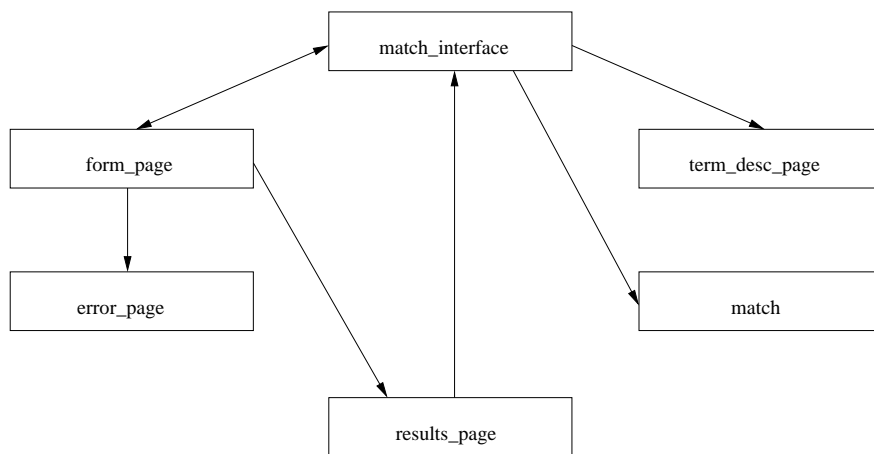 match_interface
form_page
term_desc_page
error_page
match
results_page